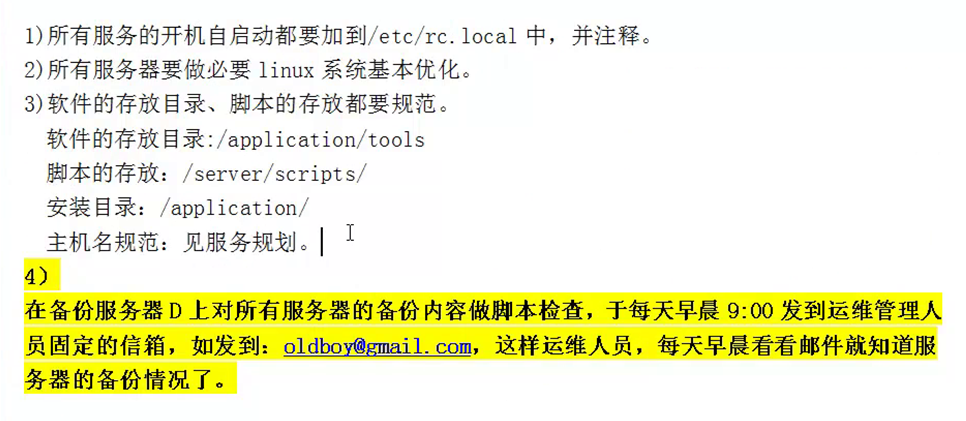 1)所有服务的开机自启动都要加到/etc/rc.local 中，并注释。
2)所有服务器要做必要 linux 系统基本优化。
3)软件的存放目录、脚本的存放都要规范。
软件的存放目录:/application/tools
脚本的存放：/server/scripts/
安装目录：/application/
主机名规范：见服务规划。
4）
在备份服务器 D 上对所有服务器的备份内容做脚本检查，于每天早晨 9:00 发到运维管理人
员固定的信箱，如发到：oldboy@gmail.com，这样运维人员，每天早晨看看邮件就知道服
务器的备份情况了。